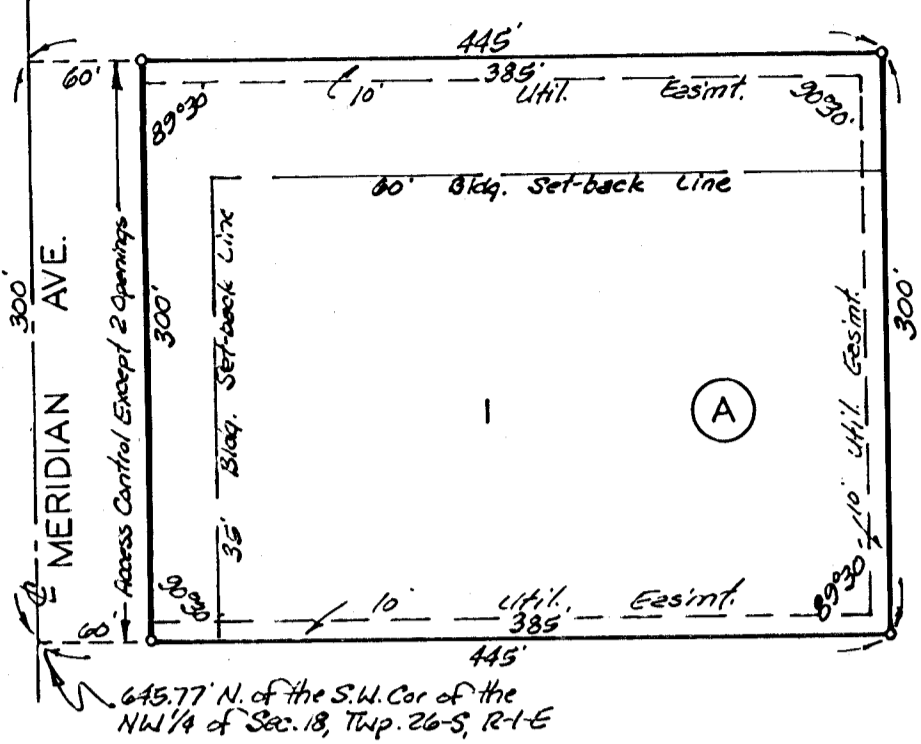 445'
60'
385'
10' Util. Easmt.
89°30'
90°30'
60' Bldg. Set-back Line
300'
MERIDIAN AVE.
Access Control Except 2 Openings
300'
35' Bldg. Set-back Line
1
A
10' Util. Easmt.
300'
90°30'
89°30'
10' Util. Easmt.
60'
385'
445'
645.77' N. of the S.W. Cor of the
NW 1/4 of Sec. 18, Twp. 26-S, R-1-E